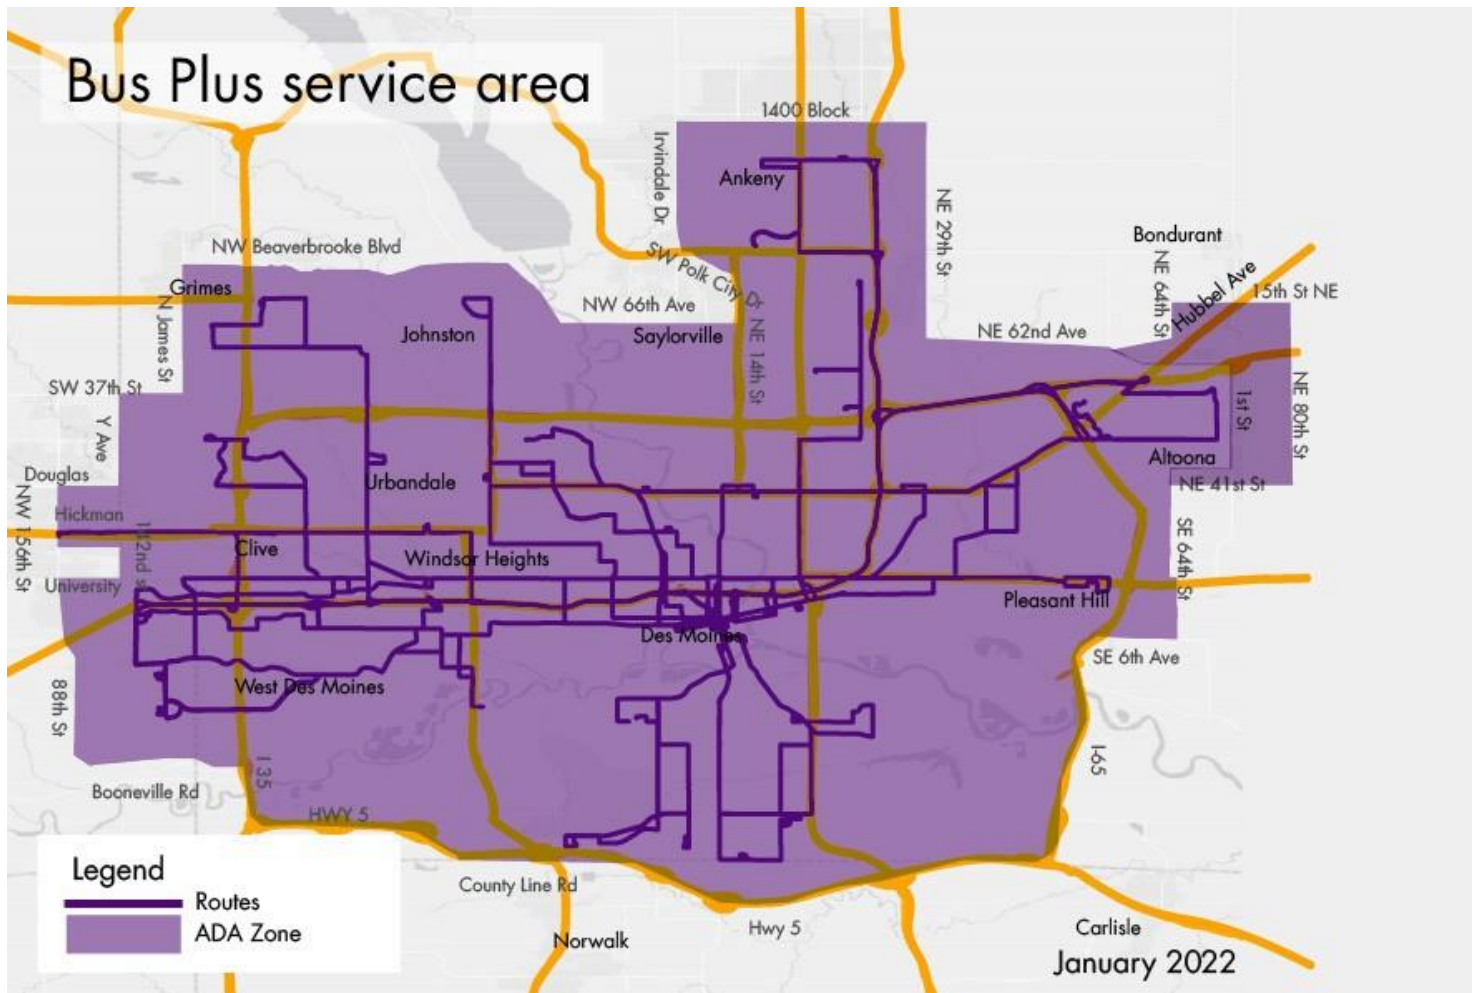 Bus Plus service area
1400 Block
Irvindale Dr
Ankeny
NE 29th St
NW Beaverbrooke Blvd
Bondurant
SW Polk City Dr
NE 64th St
Hubbel Ave
15th St NE
Grimes
N James St
NW 66th Ave
Johnston
Saylorville
NE 14th St
NE 62nd Ave
SW 37th St
1st St
NE 80th St
Y Ave
Altoona
Douglas
Urbandale
NE 41st St
NW 156th St
Hickman
142nd s
Clive
Windsor Heights
SE 64th St
University
Pleasant Hill
Des Moines
SE 6th Ave
88th St
West Des Moines
I 35
I-65
Booneville Rd
HWY 5
Legend
Routes
ADA Zone
County Line Rd
Hwy 5
Norwalk
Carlisle
January 2022